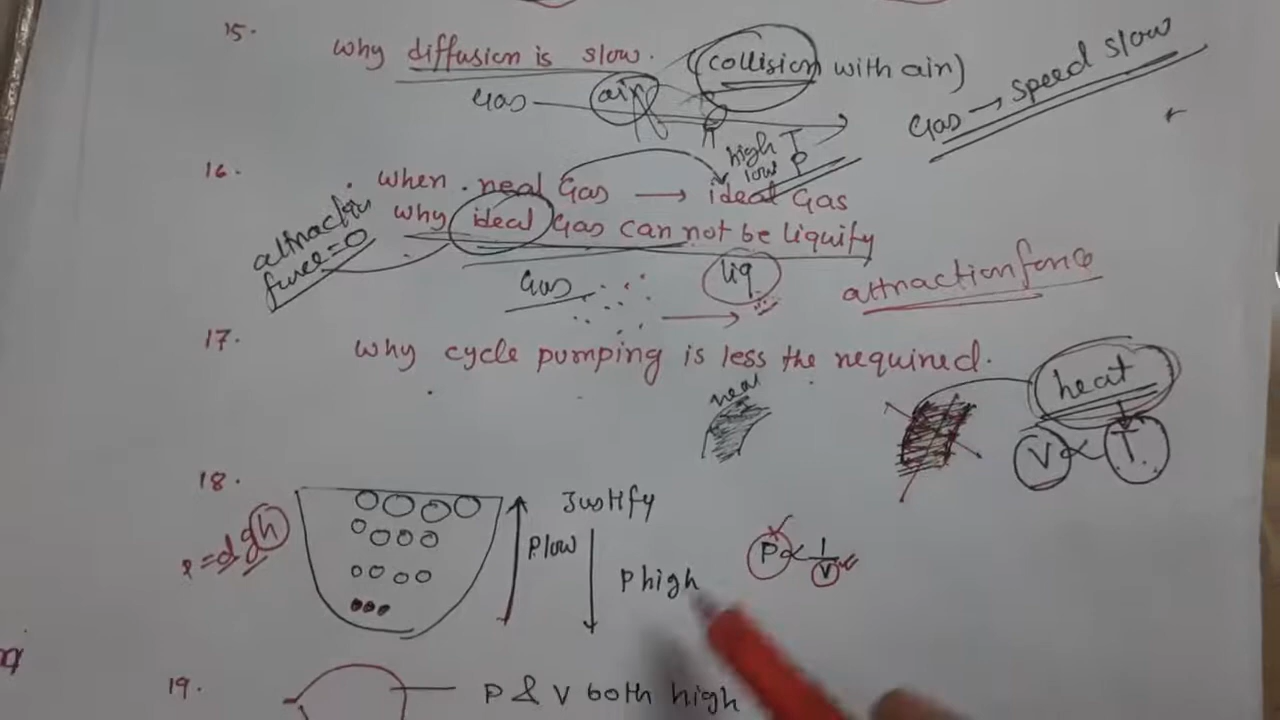 15.
why diffusion is slow. (collision with air)
Gas air
Gas → speed slow
high T
low P
16.
when real Gas → ideal Gas
why ideal Gas can not be liquify
attraction
force=0
Gas → liq
attraction force
17.
why cycle pumping is less the required.
heat
V ∝ T.
18.
Justify
P low
P high
P=dgh
P ∝ 1/V
19.
P & V both high